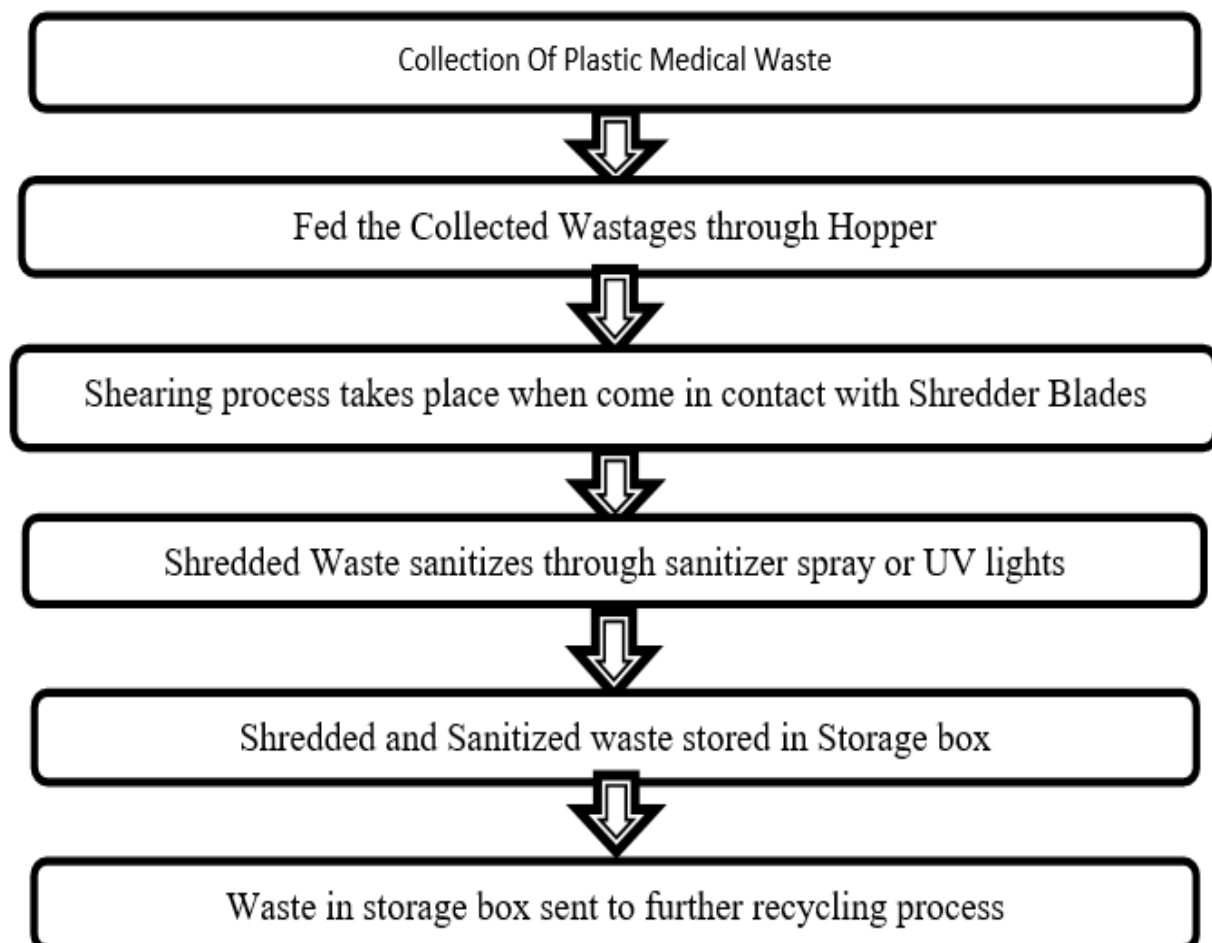 Collection Of Plastic Medical Waste
Fed the Collected Wastages through Hopper
Shearing process takes place when come in contact with Shredder Blades
Shredded Waste sanitizes through sanitizer spray or UV lights
Shredded and Sanitized waste stored in Storage box
Waste in storage box sent to further recycling process